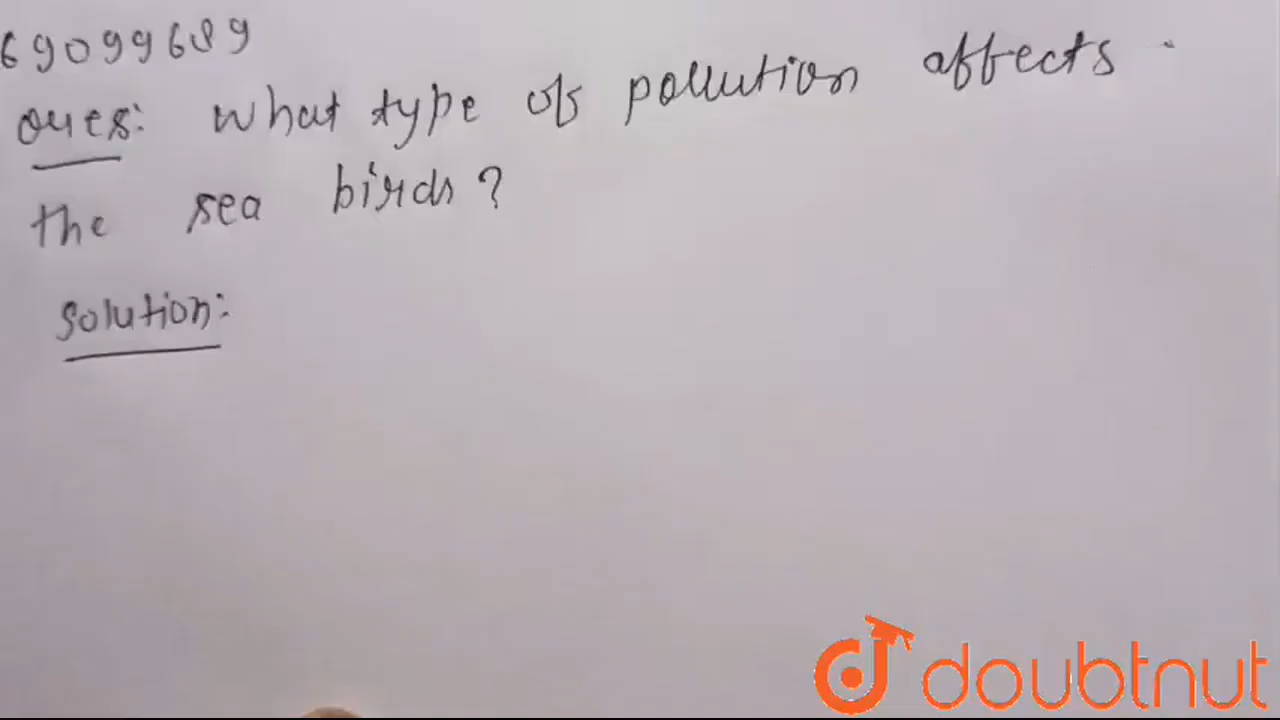 69099689
Ques: What type of pollution affects
the sea birds?
Solution:
doubtnut